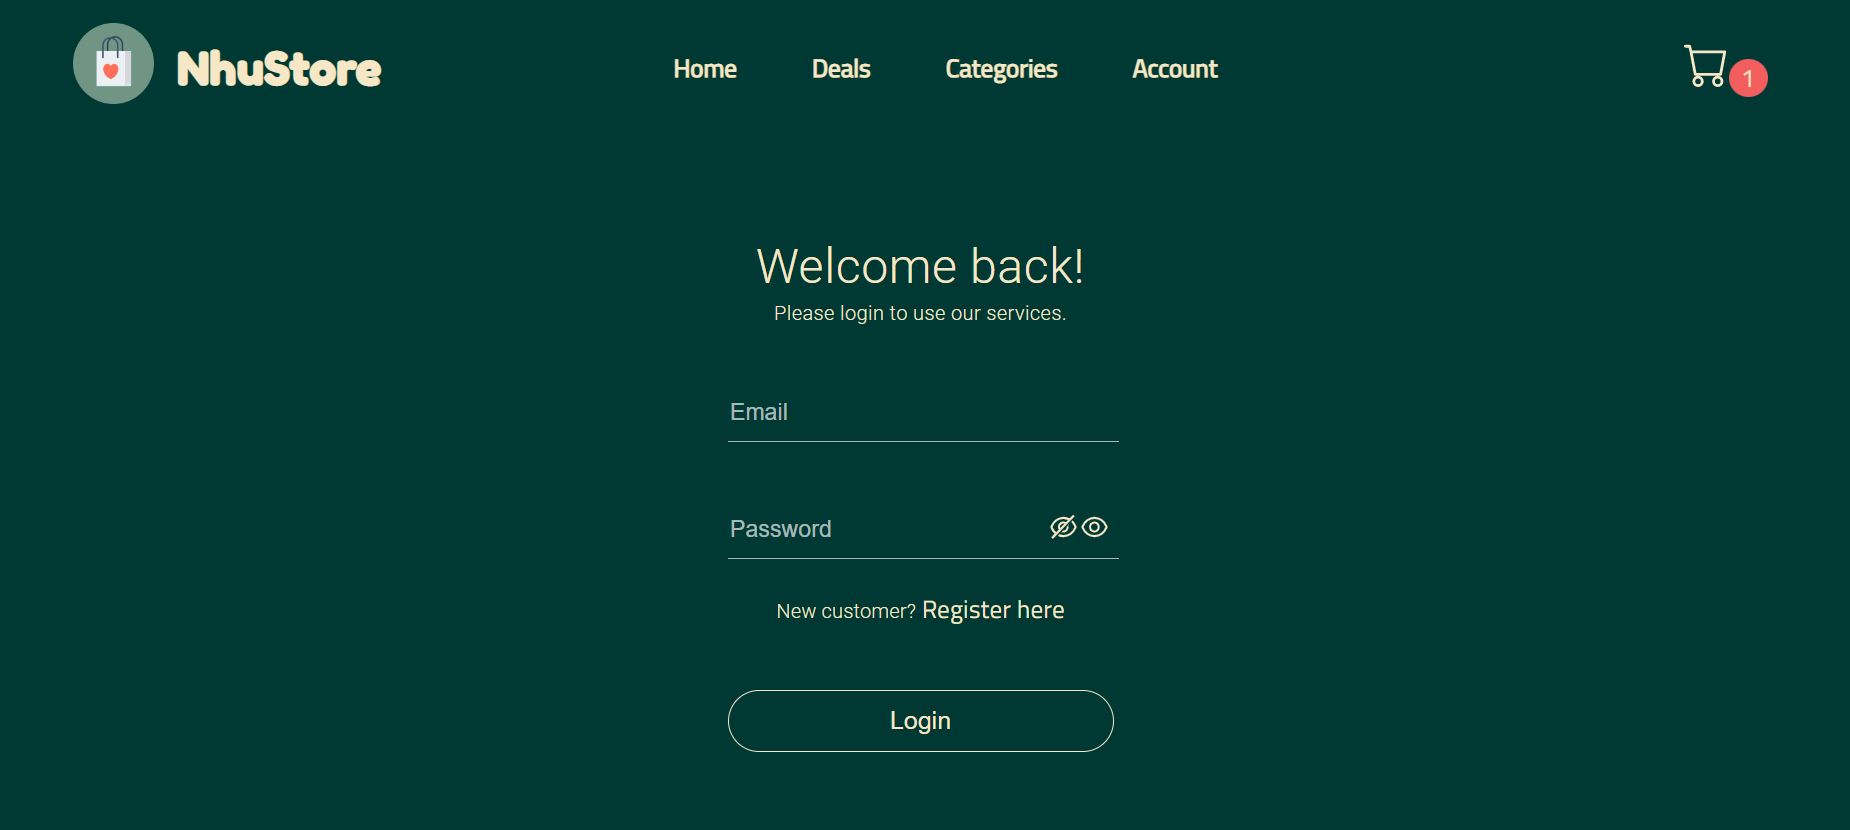 NhuStore
Home Deals Categories Account
1
Welcome back!
Please login to use our services.
Email
Password
New customer? Register here
Login